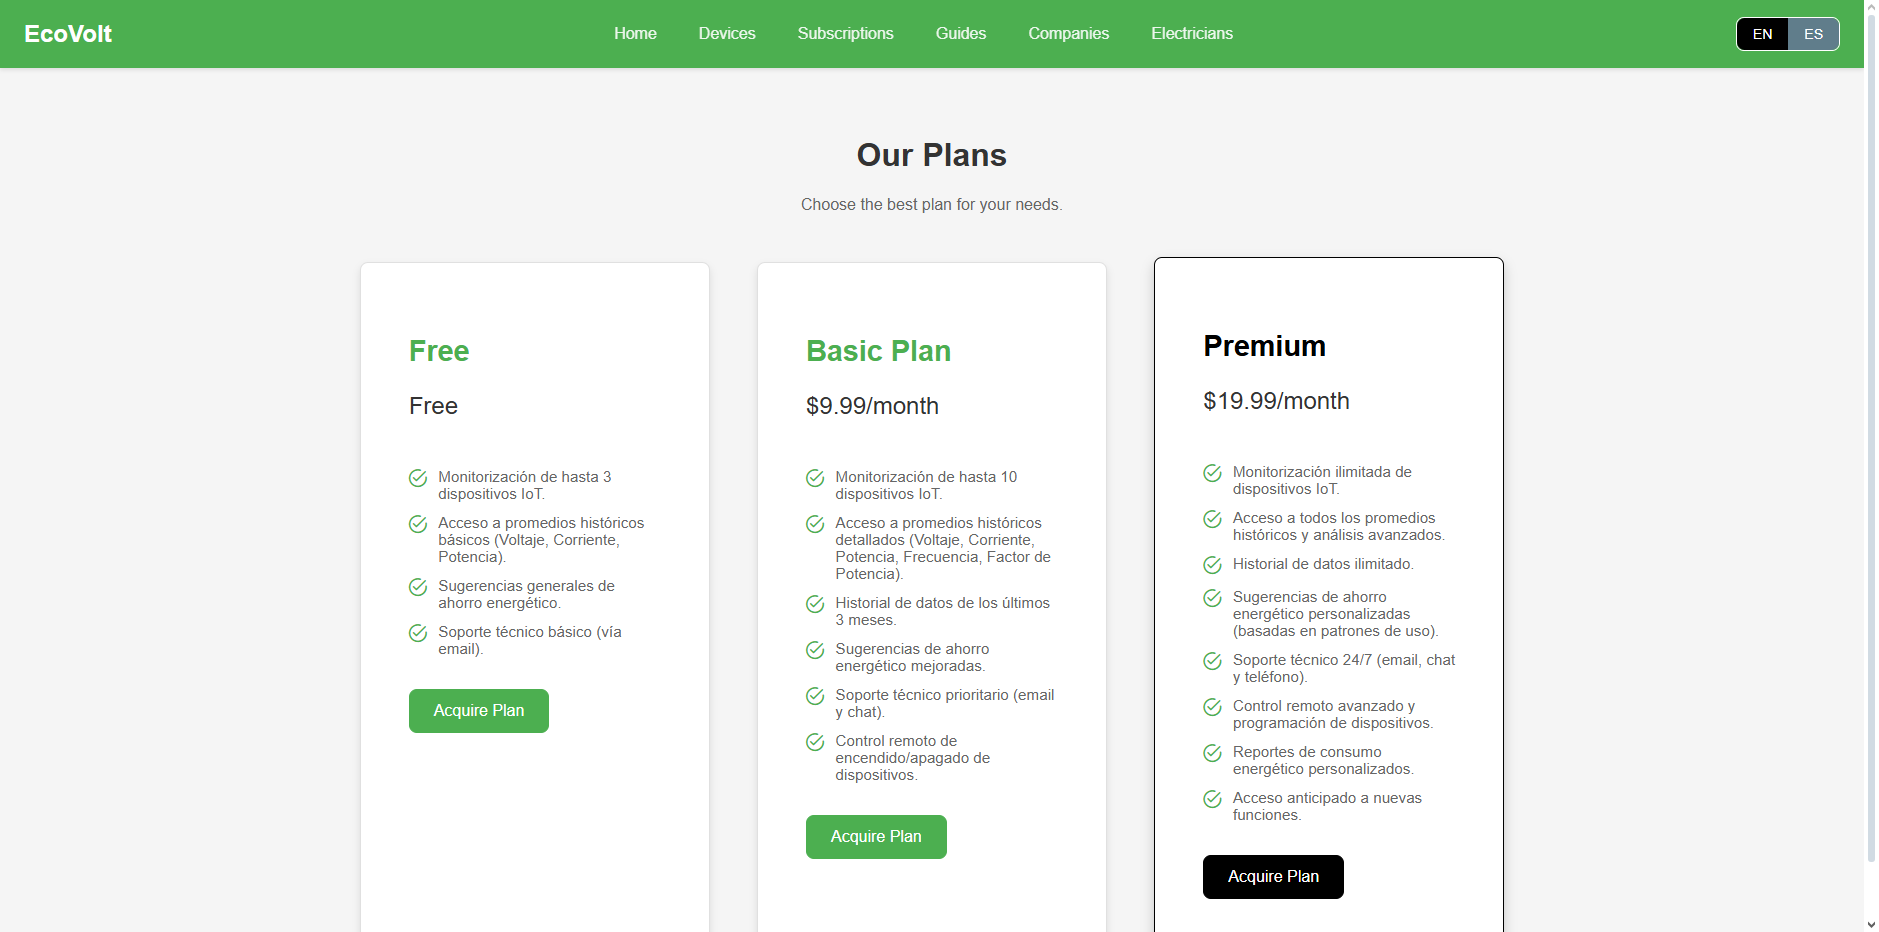 EcoVolt
Home
Devices
Subscriptions
Guides
Companies
Electricians
EN
ES
Our Plans
Choose the best plan for your needs.
Free
Free
Monitorización de hasta 3
dispositivos IoT.
Acceso a promedios históricos
básicos (Voltaje, Corriente,
Potencia).
Sugerencias generales de
ahorro energético.
Soporte técnico básico (vía
email).
Acquire Plan
Basic Plan
$9.99/month
Monitorización de hasta 10
dispositivos IoT.
Acceso a promedios históricos
detallados (Voltaje, Corriente,
Potencia, Frecuencia, Factor de
Potencia).
Historial de datos de los últimos
3 meses.
Sugerencias de ahorro
energético mejoradas.
Soporte técnico prioritario (email
y chat).
Control remoto de
encendido/apagado de
dispositivos.
Acquire Plan
Premium
$19.99/month
Monitorización ilimitada de
dispositivos IoT.
Acceso a todos los promedios
históricos y análisis avanzados.
Historial de datos ilimitado.
Sugerencias de ahorro
energético personalizadas
(basadas en patrones de uso).
Soporte técnico 24/7 (email, chat
y teléfono).
Control remoto avanzado y
programación de dispositivos.
Reportes de consumo
energético personalizados.
Acceso anticipado a nuevas
funciones.
Acquire Plan